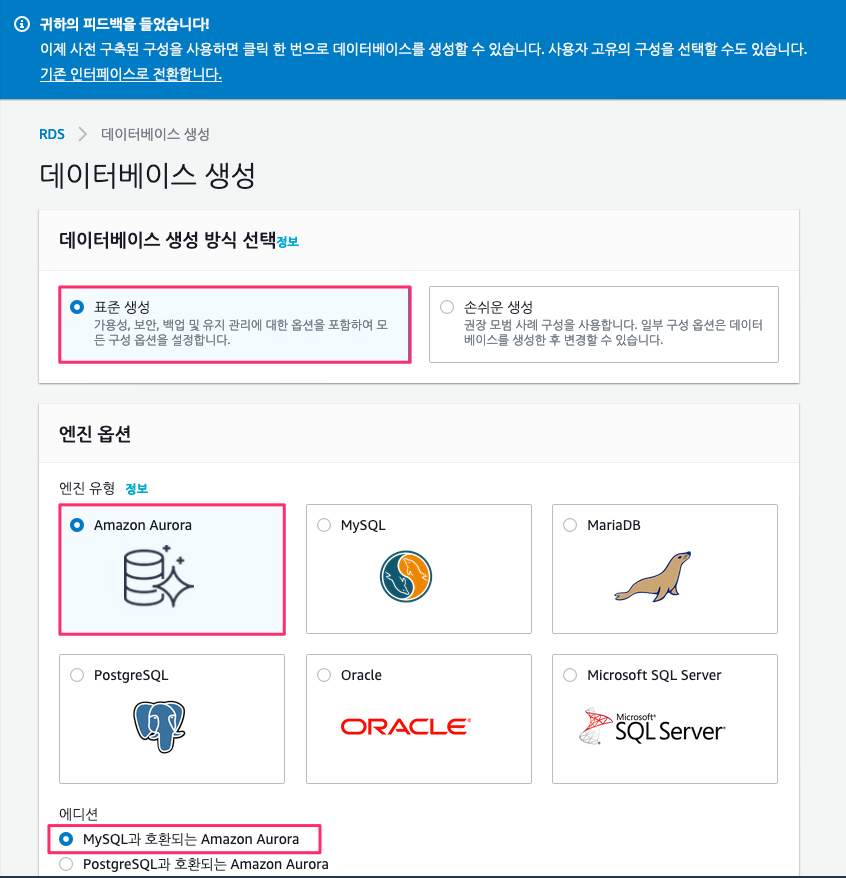 귀하의 피드백을 들었습니다!
이제 사전 구축된 구성을 사용하면 클릭 한 번으로 데이터베이스를 생성할 수 있습니다. 사용자 고유의 구성을 선택할 수도 있습니다.
기존 인터페이스로 전환합니다.
RDS > 데이터베이스 생성
데이터베이스 생성
데이터베이스 생성 방식 선택 정보
표준 생성
가용성, 보안, 백업 및 유지 관리에 대한 옵션을 포함하여 모
든 구성 옵션을 설정합니다.
손쉬운 생성
권장 모범 사례 구성을 사용합니다. 일부 구성 옵션은 데이터
베이스를 생성한 후 변경할 수 있습니다.
엔진 옵션
엔진 유형 정보
Amazon Aurora
MySQL
MariaDB
PostgreSQL
Oracle
ORACLE®
Microsoft SQL Server
Microsoft®
SQL Server®
에디션
MySQL과 호환되는 Amazon Aurora
PostgreSQL과 호환되는 Amazon Aurora